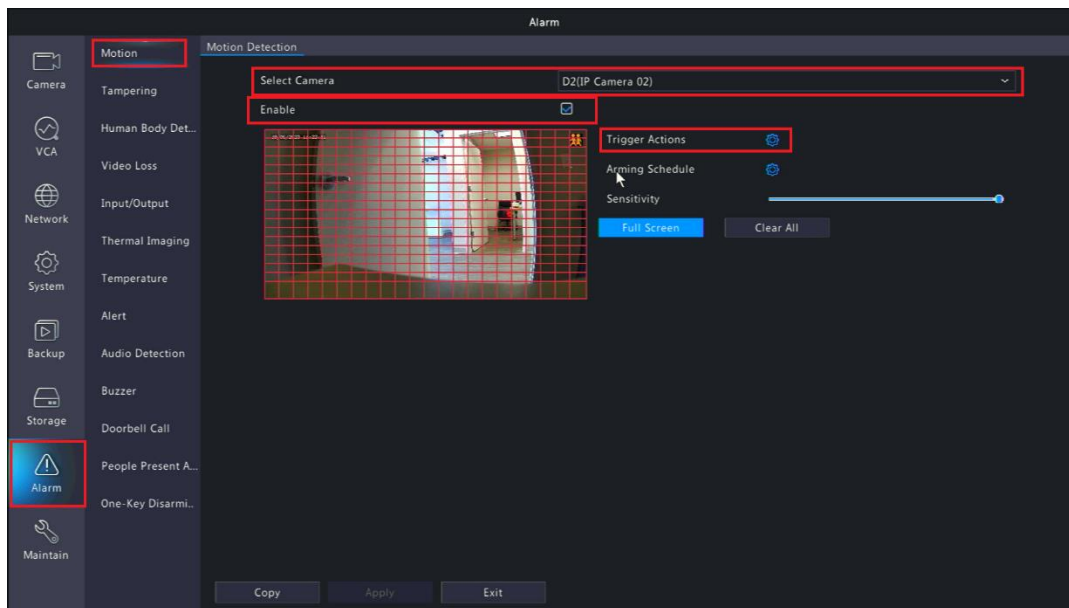 Alarm
Camera
VCA
Network
System
Backup
Storage
Alarm
Maintain
Motion
Tampering
Human Body Det...
Video Loss
Input/Output
Thermal Imaging
Temperature
Alert
Audio Detection
Buzzer
Doorbell Call
People Present A...
One-Key Disarmi...
Motion Detection
Select Camera D2(IP Camera 02)
Enable
Trigger Actions
Arming Schedule
Sensitivity
Full Screen Clear All
Copy Apply Exit